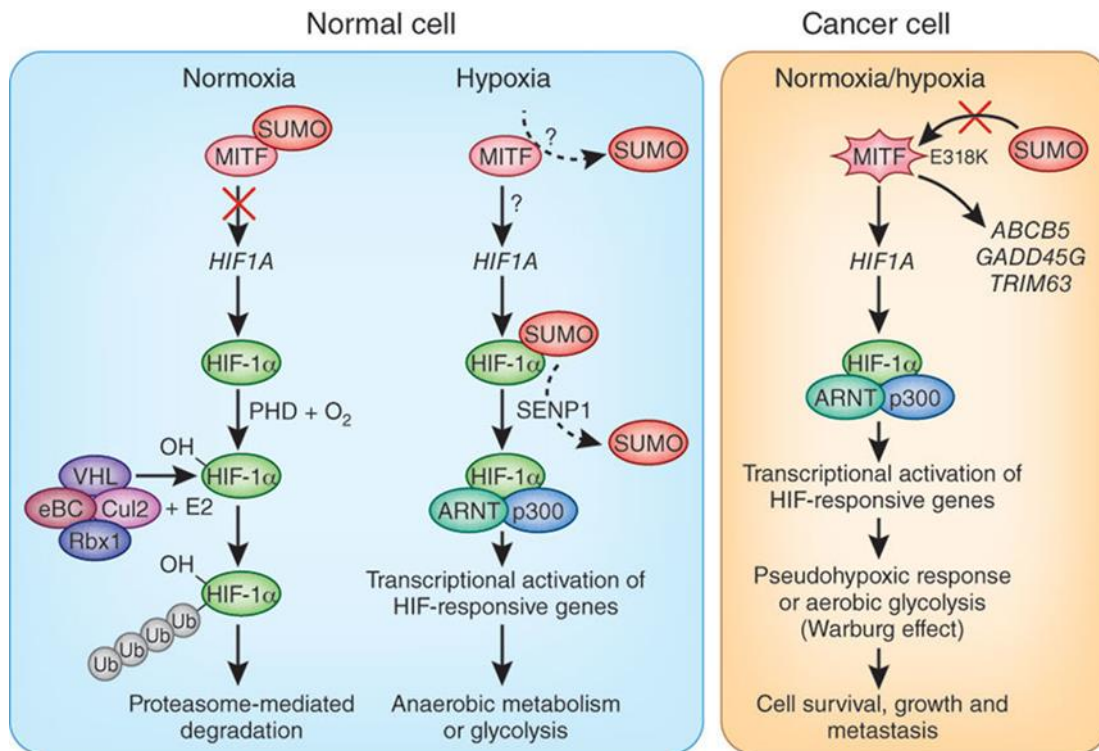 Normal cell
Normoxia
SUMO
MITF
HIF1A
HIF-1α
PHD + O2
OH
VHL
eBC
Cul2
+ E2
Rbx1
HIF-1α
OH
HIF-1α
Ub
Ub
Ub
Ub
Proteasome-mediated
degradation
Hypoxia
?
MITF
SUMO
?
HIF1A
SUMO
HIF-1α
SENP1
SUMO
HIF-1α
ARNT
p300
Transcriptional activation of
HIF-responsive genes
Anaerobic metabolism
or glycolysis
Cancer cell
Normoxia/hypoxia
MITF
E318K
SUMO
ABCB5
GADD45G
TRIM63
HIF1A
HIF-1α
ARNT
p300
Transcriptional activation of
HIF-responsive genes
Pseudohypoxic response
or aerobic glycolysis
(Warburg effect)
Cell survival, growth and
metastasis